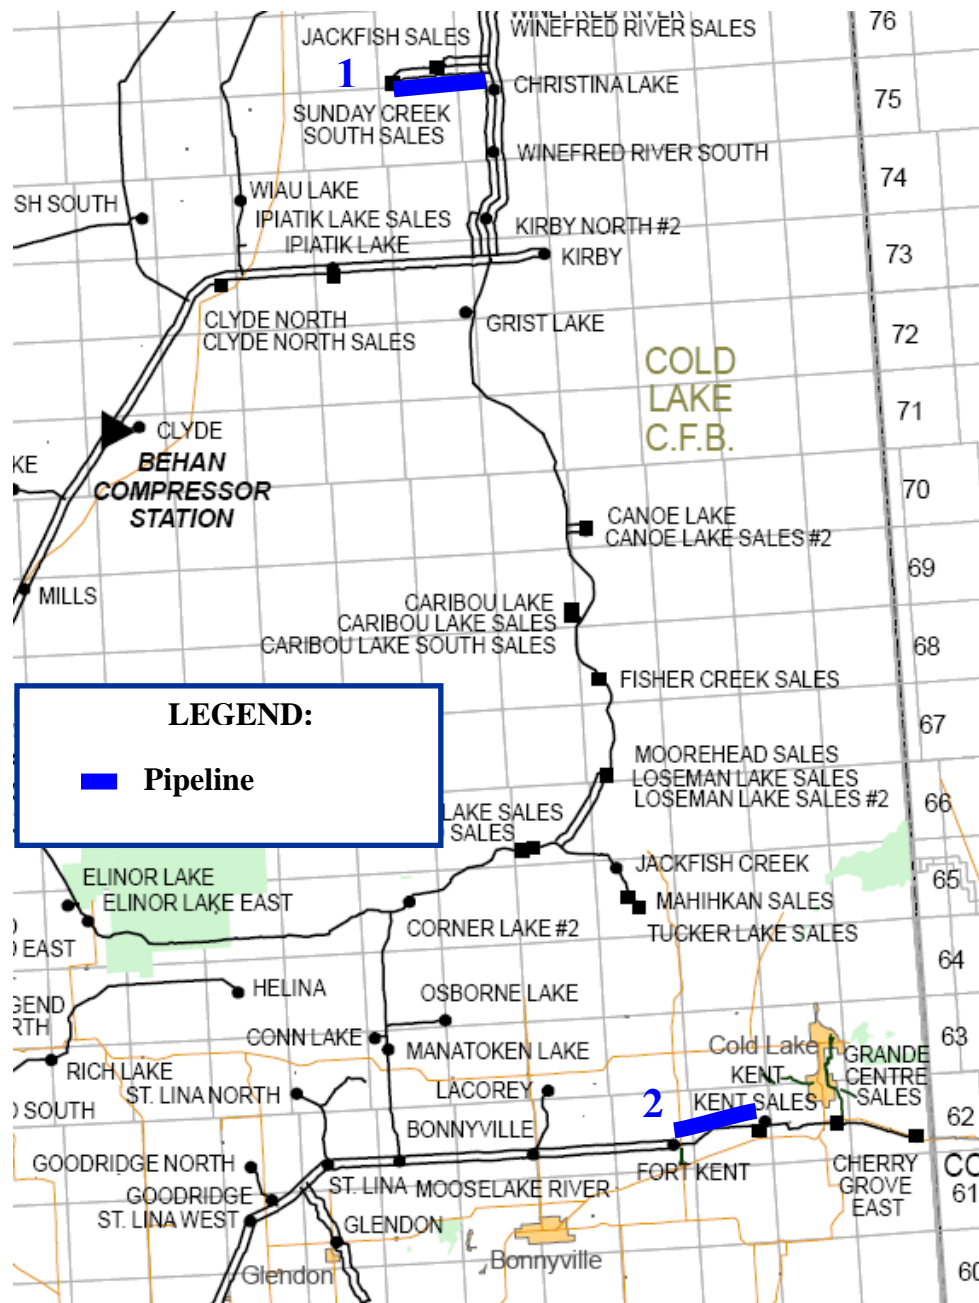 WINEFRED RIVER
WINEFRED RIVER SALES
76
JACKFISH SALES
1
CHRISTINA LAKE
75
SUNDAY CREEK
SOUTH SALES
WINEFRED RIVER SOUTH
74
WIAU LAKE
SH SOUTH
IPIATIK LAKE SALES
KIRBY NORTH #2
IPIATIK LAKE
KIRBY
73
CLYDE NORTH
CLYDE NORTH SALES
GRIST LAKE
72
COLD
LAKE
C.F.B.
71
CLYDE
BEHAN
COMPRESSOR
STATION
KE
70
CANOE LAKE
CANOE LAKE SALES #2
69
MILLS
CARIBOU LAKE
CARIBOU LAKE SALES
CARIBOU LAKE SOUTH SALES
68
FISHER CREEK SALES
LEGEND:
Pipeline
67
MOOREHEAD SALES
LOSEMAN LAKE SALES
LOSEMAN LAKE SALES #2
66
LAKE SALES
SALES
JACKFISH CREEK
65
ELINOR LAKE
ELINOR LAKE EAST
MAHIHKAN SALES
CORNER LAKE #2
TUCKER LAKE SALES
D EAST
64
HELINA
OSBORNE LAKE
GEND
RTH
CONN LAKE
MANATOKEN LAKE
Cold Lake
63
RICH LAKE
GRANDE
CENTRE
SALES
KENT
ST. LINA NORTH
LACOREY
KENT SALES
D SOUTH
2
62
BONNYVILLE
GOODRIDGE NORTH
FORT KENT
CHERRY
GROVE
EAST
CO
61
ST. LINA
MOOSELAKE RIVER
GOODRIDGE
ST. LINA WEST
GLENDON
Glendon
Bonnyville
60